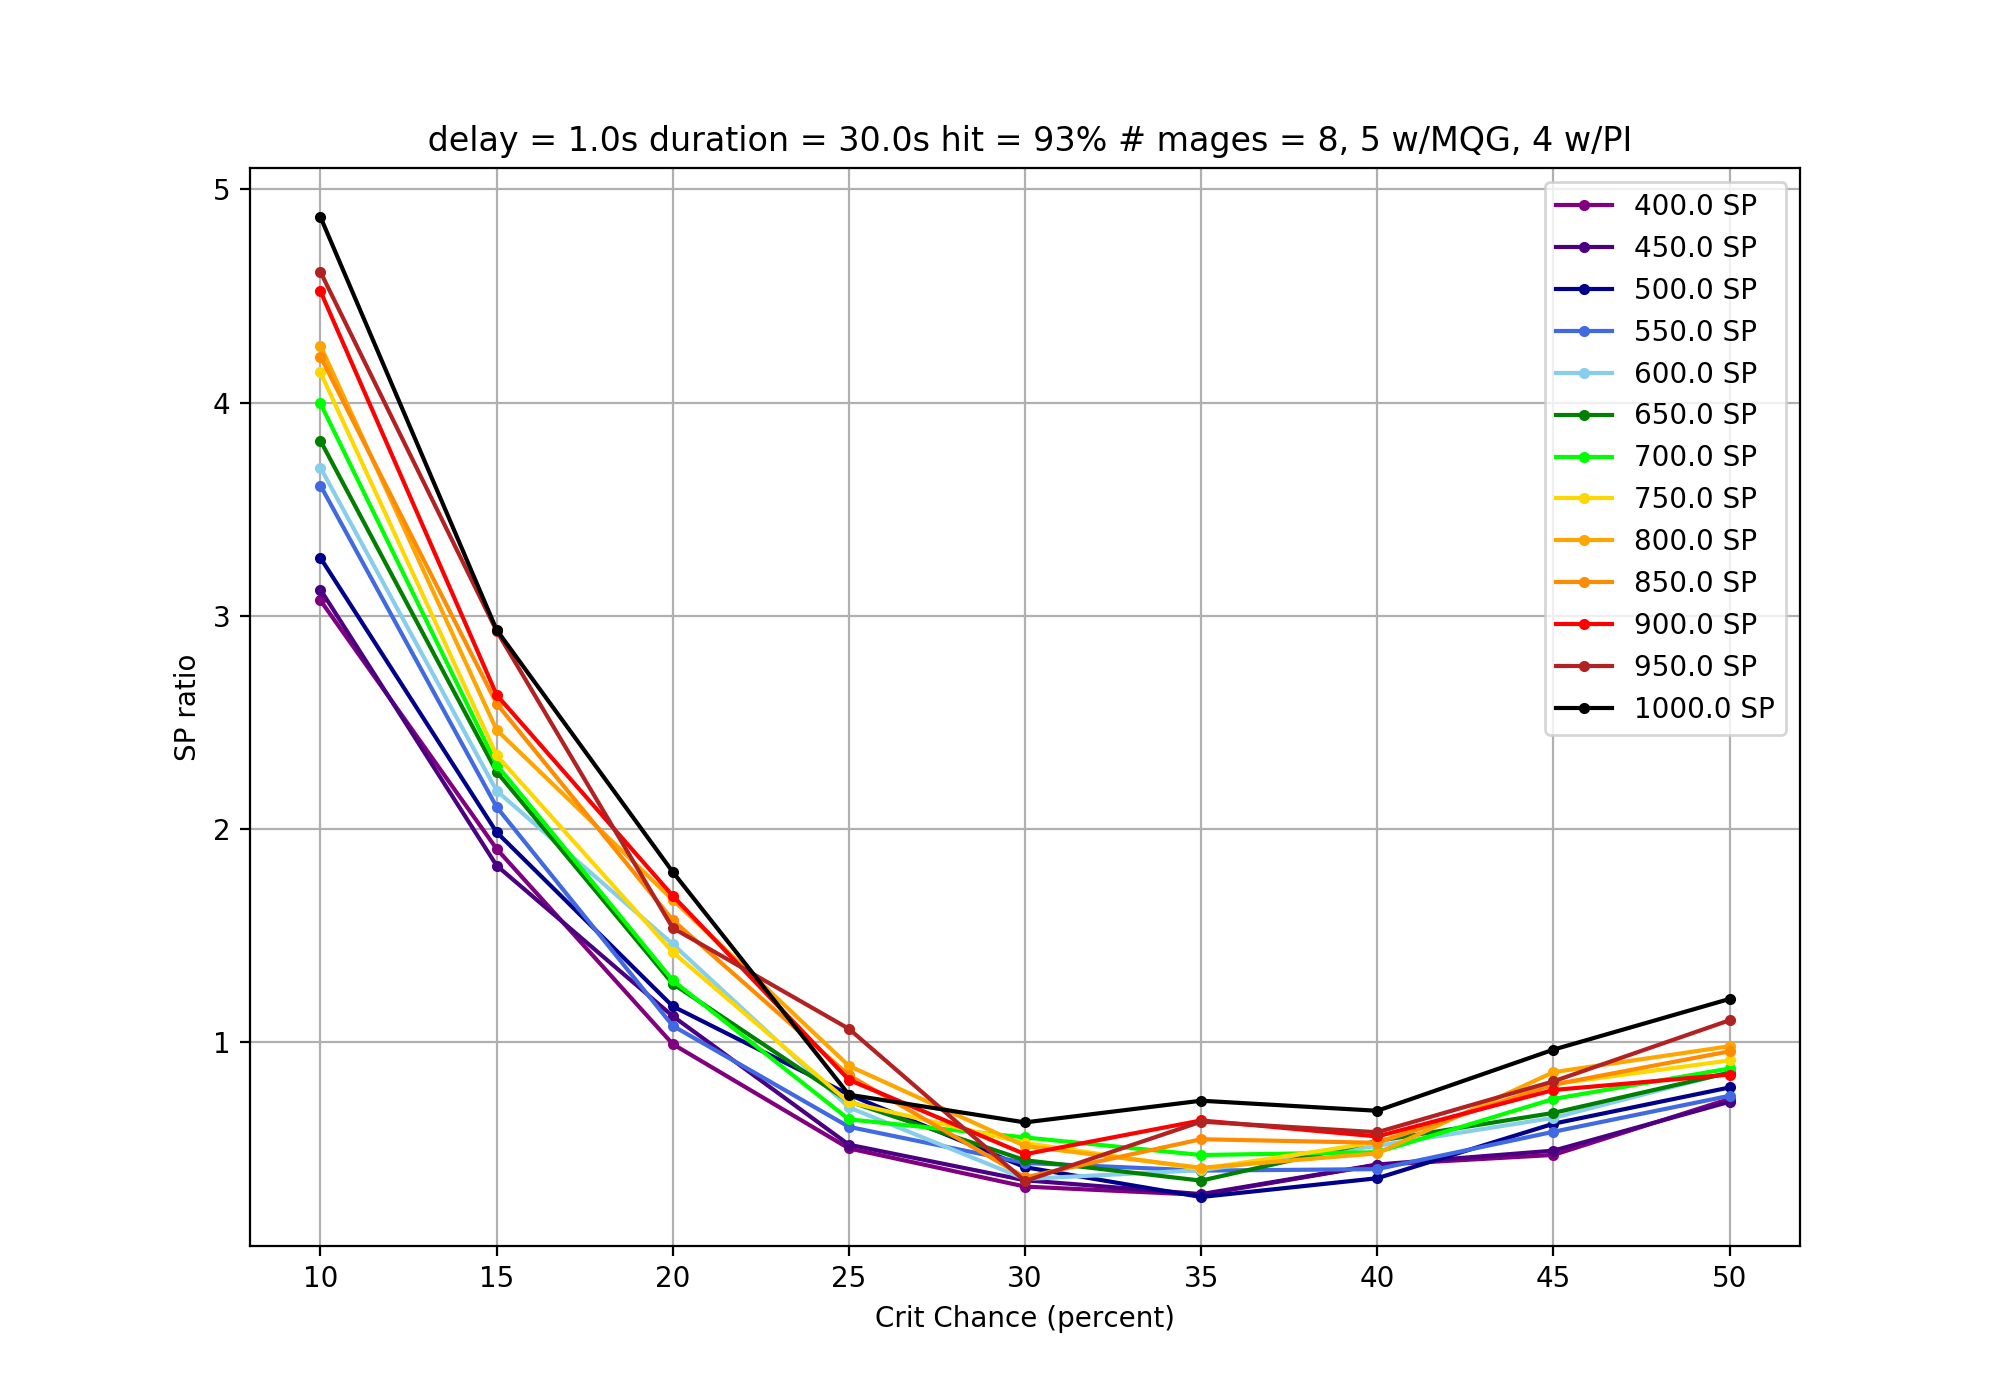 delay = 1.0s duration = 30.0s hit = 93% # mages = 8, 5 w/MQG, 4 w/PI
5
4
3
2
1
SP ratio
400.0 SP
450.0 SP
500.0 SP
550.0 SP
600.0 SP
650.0 SP
700.0 SP
750.0 SP
800.0 SP
850.0 SP
900.0 SP
950.0 SP
1000.0 SP
10 15 20 25 30 35 40 45 50
Crit Chance (percent)